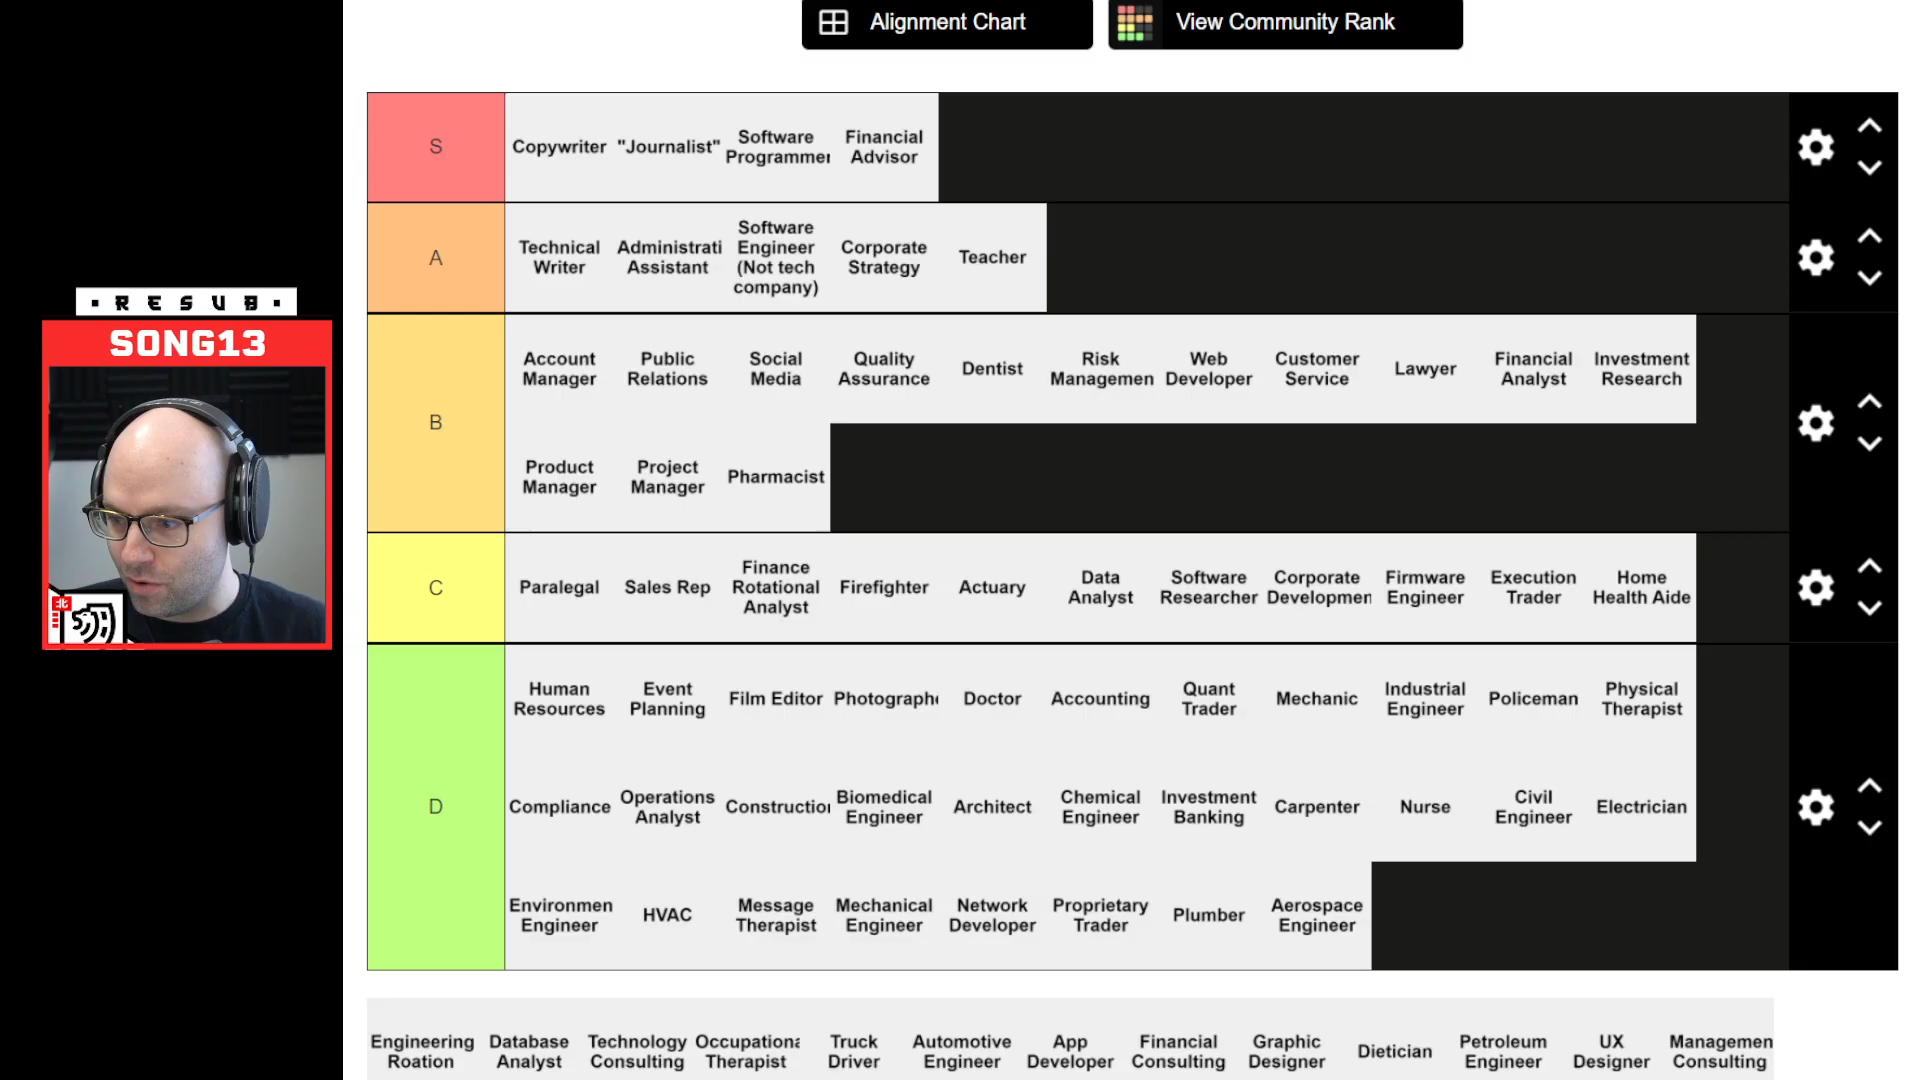 Alignment Chart
View Community Rank
S
Copywriter
"Journalist"
Software
Programmer
Financial
Advisor
A
Technical
Writer
Administrati
Assistant
Software
Engineer
(Not tech
company)
Corporate
Strategy
Teacher
B
Account
Manager
Public
Relations
Social
Media
Quality
Assurance
Dentist
Risk
Managemen
Web
Developer
Customer
Service
Lawyer
Financial
Analyst
Investment
Research
Product
Manager
Project
Manager
Pharmacist
C
Paralegal
Sales Rep
Finance
Rotational
Analyst
Firefighter
Actuary
Data
Analyst
Software
Researcher
Corporate
Developmen
Firmware
Engineer
Execution
Trader
Home
Health Aide
D
Human
Resources
Event
Planning
Film Editor
Photographe
Doctor
Accounting
Quant
Trader
Mechanic
Industrial
Engineer
Policeman
Physical
Therapist
Compliance
Operations
Analyst
Construction
Biomedical
Engineer
Architect
Chemical
Engineer
Investment
Banking
Carpenter
Nurse
Civil
Engineer
Electrician
Environmen
Engineer
HVAC
Message
Therapist
Mechanical
Engineer
Network
Developer
Proprietary
Trader
Plumber
Aerospace
Engineer
Engineering
Roation
Database
Analyst
Technology
Consulting
Occupationa
Therapist
Truck
Driver
Automotive
Engineer
App
Developer
Financial
Consulting
Graphic
Designer
Dietician
Petroleum
Engineer
UX
Designer
Managemen
Consulting
RESUB
SONG13